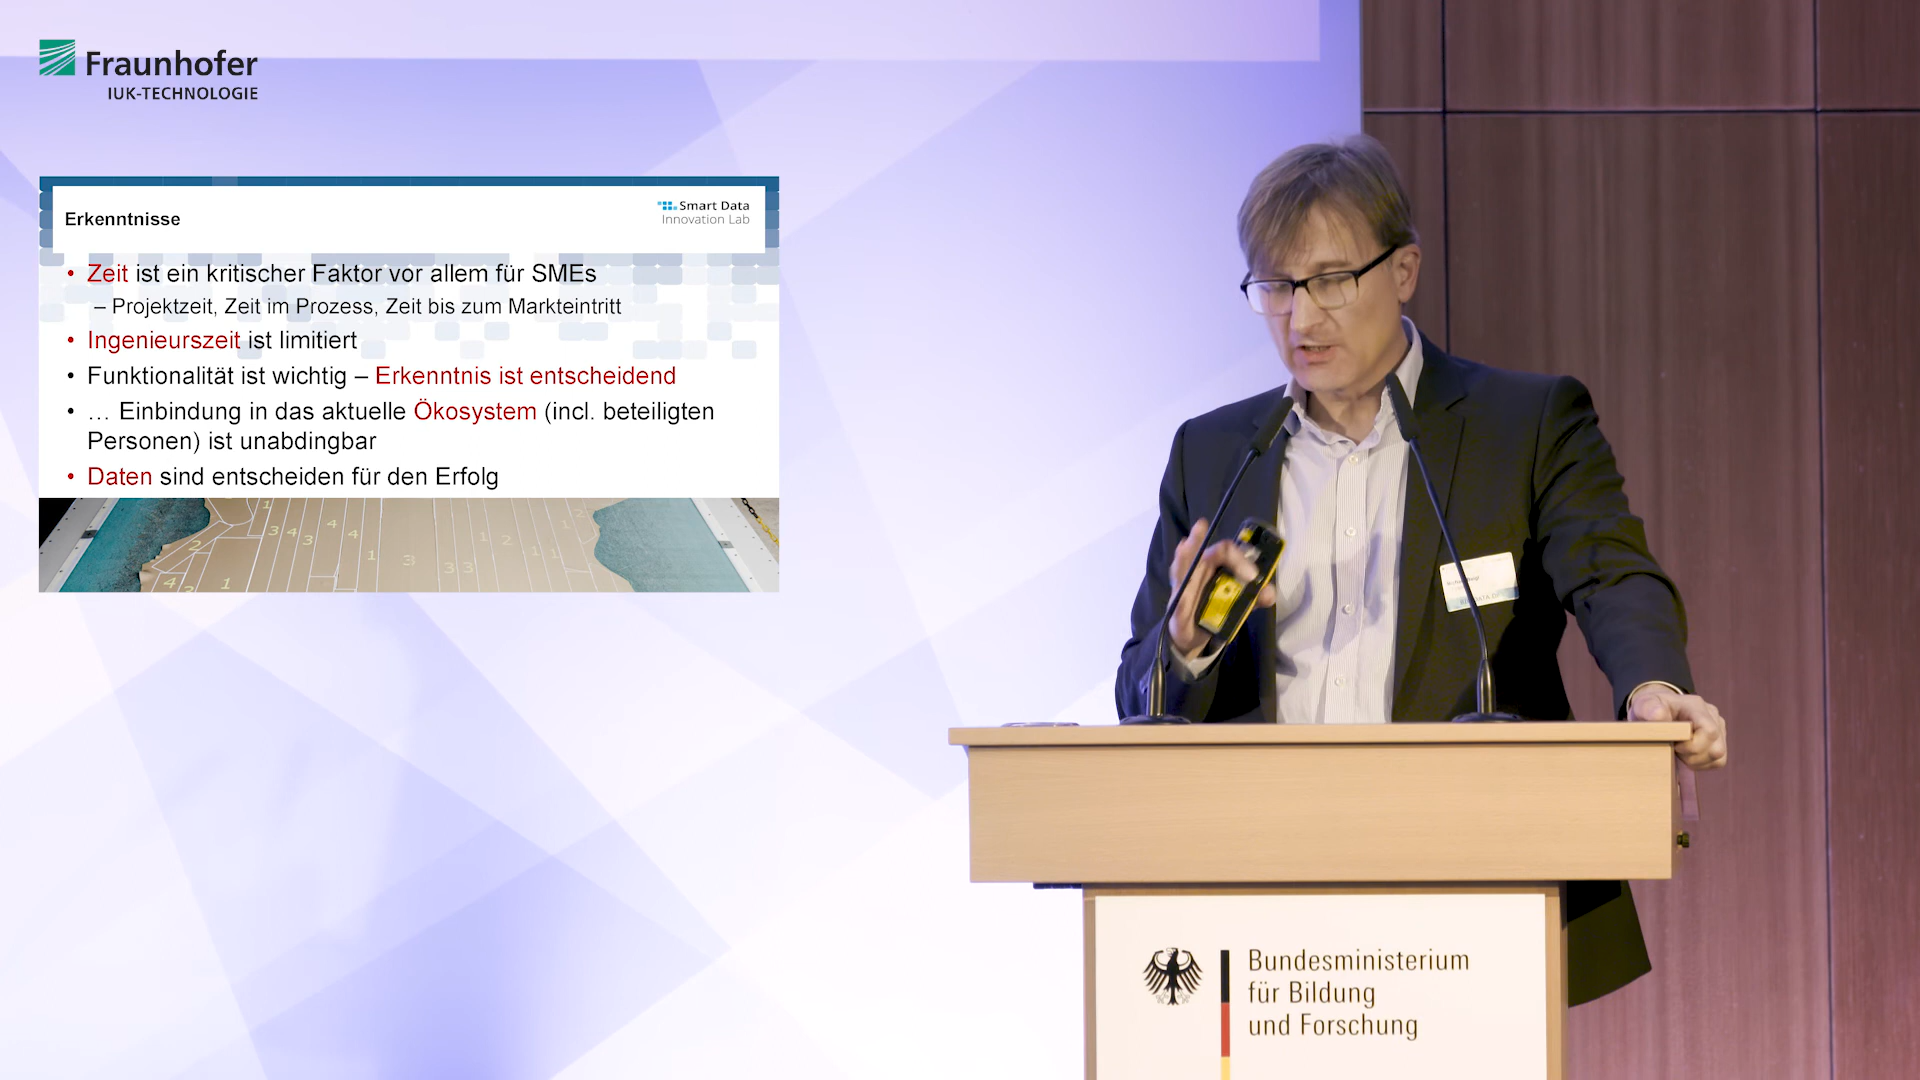 Fraunhofer
IUK-TECHNOLOGIE
Erkenntnisse
Smart Data
Innovation Lab
• Zeit ist ein kritischer Faktor vor allem für SMEs
– Projektzeit, Zeit im Prozess, Zeit bis zum Markteintritt
• Ingenieurszeit ist limitiert
• Funktionalität ist wichtig – Erkenntnis ist entscheidend
• … Einbindung in das aktuelle Ökosystem (incl. beteiligten
Personen) ist unabdingbar
• Daten sind entscheiden für den Erfolg
Bundesministerium
für Bildung
und Forschung